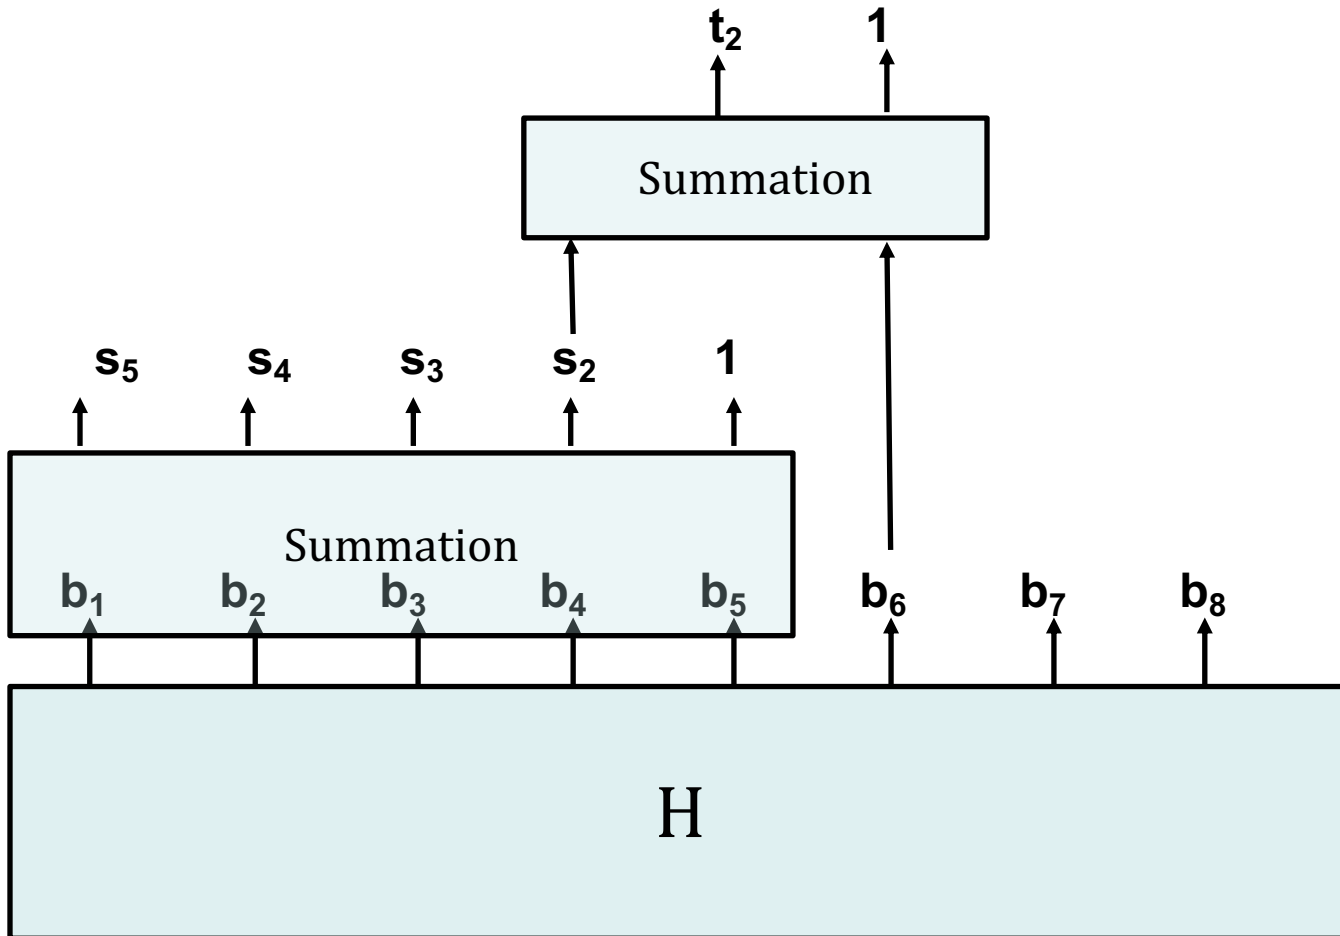 t₂ 1
Summation
s₅ s₄ s₃ s₂ 1
Summation
b₁ b₂ b₃ b₄ b₅ b₆ b₇ b₈
H